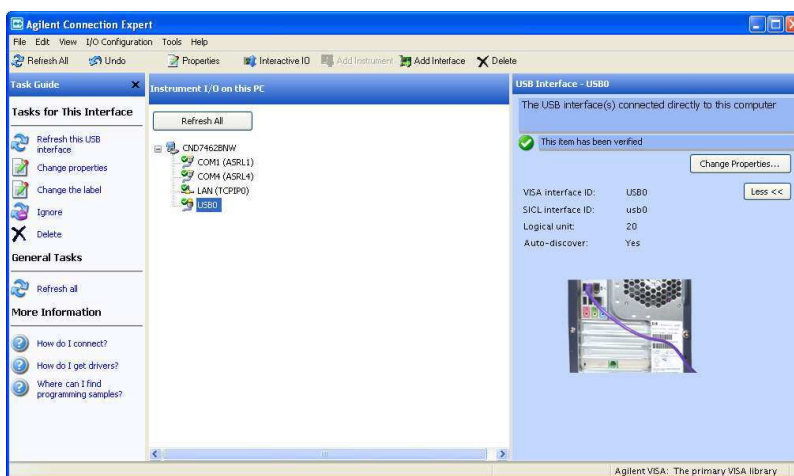 Agilent Connection Expert
File Edit View I/O Configuration Tools Help
Refresh All Undo Properties Interactive IO Add Instrument Add Interface Delete
Task Guide
Tasks for This Interface
Refresh this USB
interface
Change properties
Change the label
Ignore
Delete
General Tasks
Refresh all
More Information
How do I connect?
How do I get drivers?
Where can I find
programming samples?
Instrument I/O on this PC
Refresh All
CND7462BNW
COM1 (ASRL1)
COM4 (ASRL4)
LAN (TCPIP0)
USB0
USB Interface - USB0
The USB interface(s) connected directly to this computer
This item has been verified
Change Properties...
VISA interface ID: USB0
Less <<
SICL interface ID: usb0
Logical unit: 20
Auto-discover: Yes
Agilent VISA: The primary VISA library